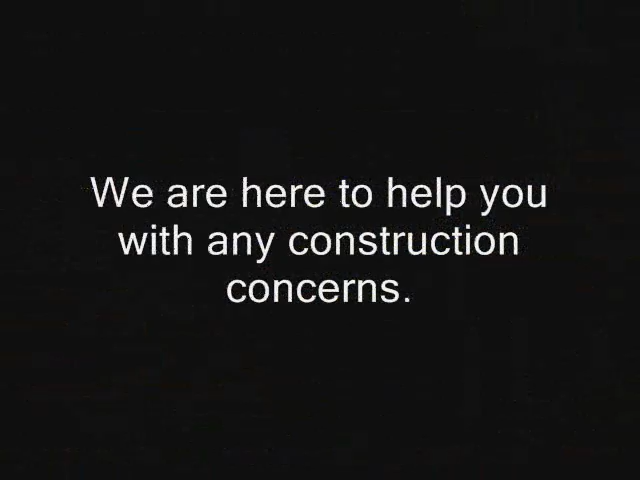 We are here to help you
with any construction
concerns.